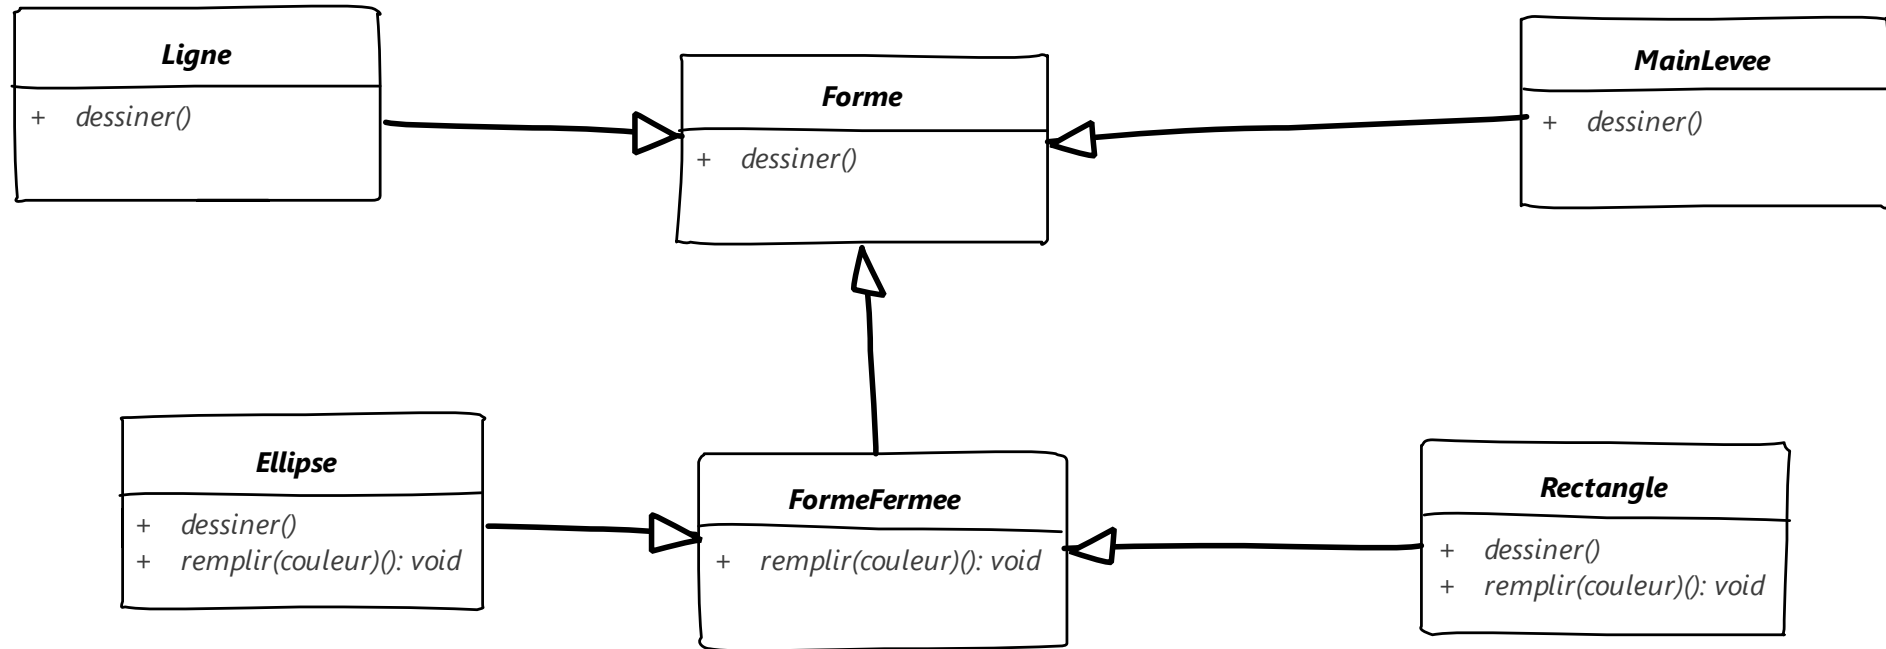 Ligne
+ dessiner()
Forme
+ dessiner()
MainLevee
+ dessiner()
Ellipse
+ dessiner()
+ remplir(couleur)(): void
FormeFermee
+ remplir(couleur)(): void
Rectangle
+ dessiner()
+ remplir(couleur)(): void